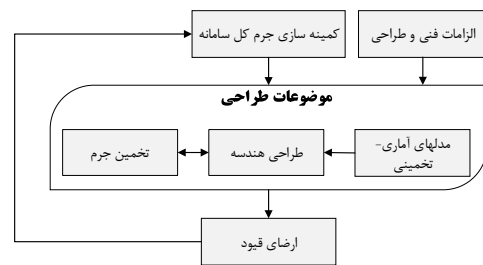 الزامات فنی و طراحی
کمینه سازی جرم کل سامانه
موضوعات طراحی
مدلهای آماری-
تخمینی
طراحی هندسه
تخمین جرم
ارضای قیود